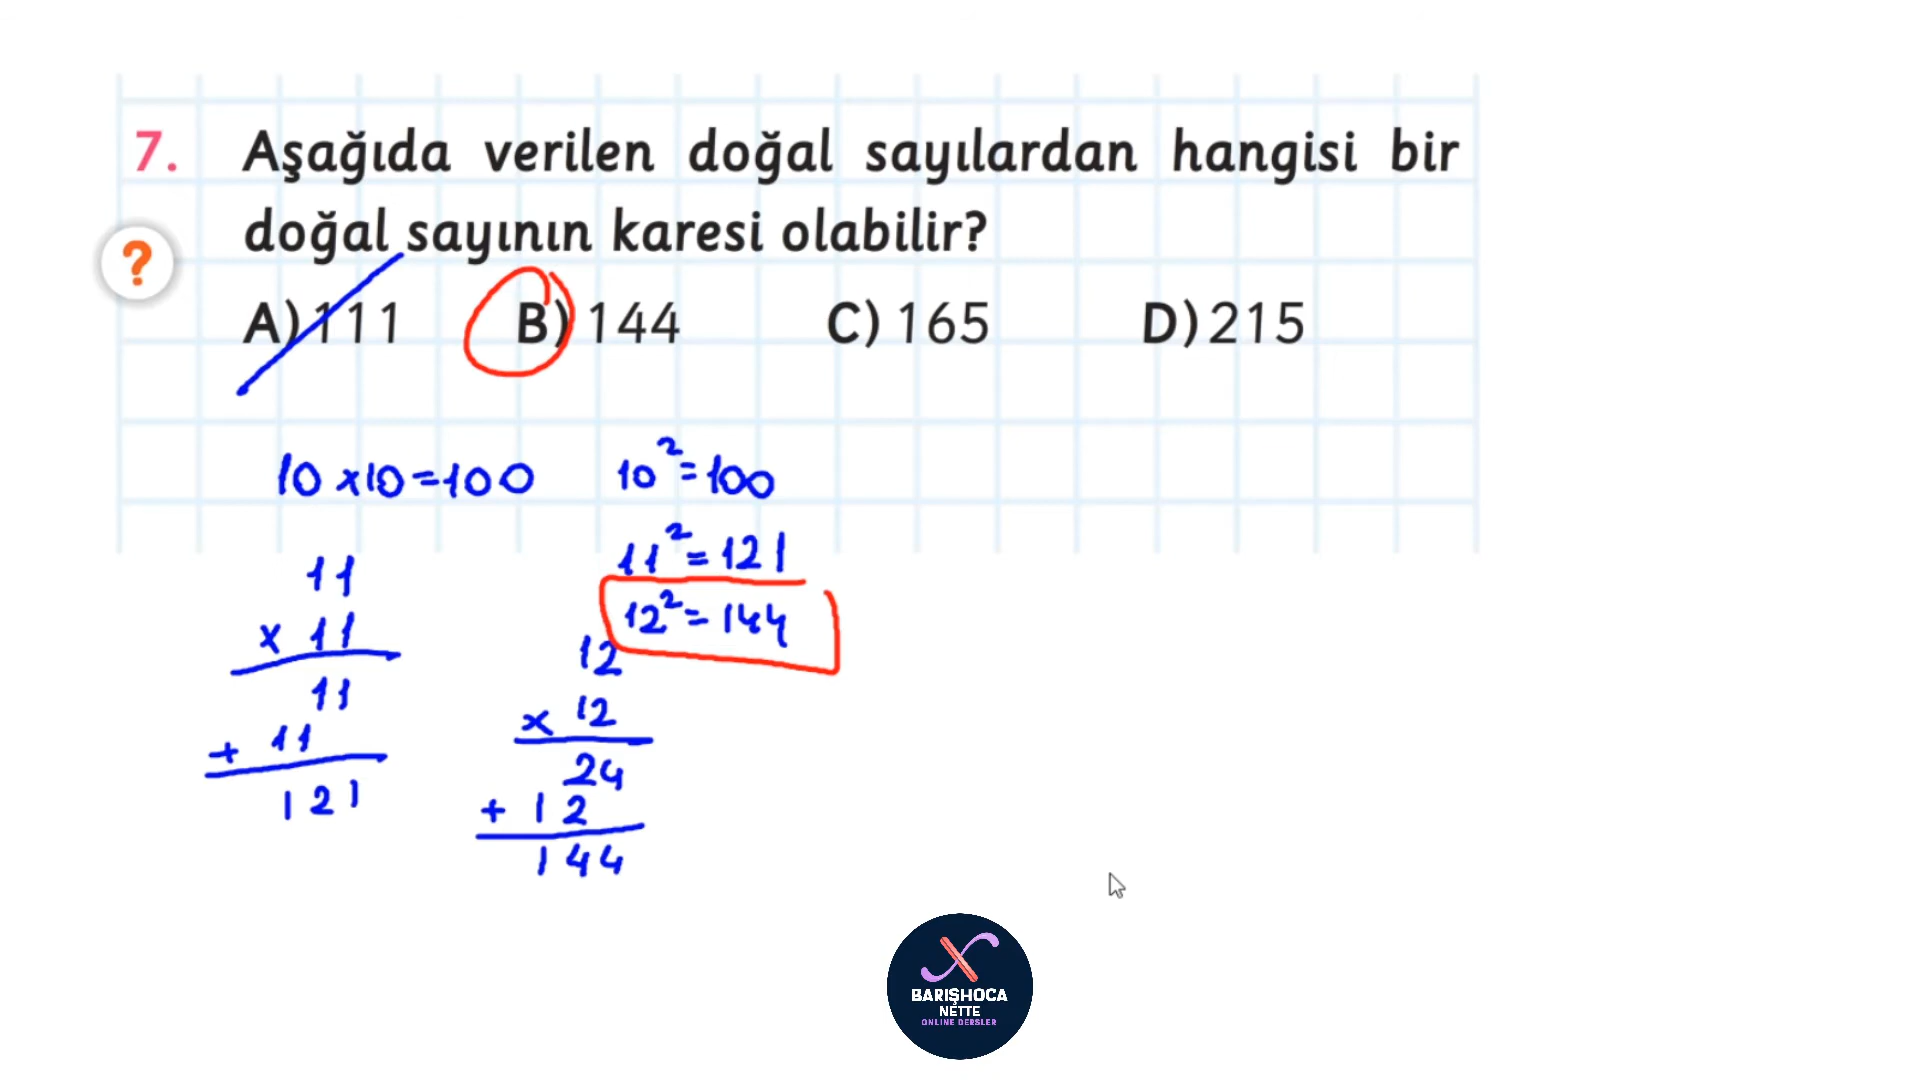 7. Aşağıda verilen doğal sayılardan hangisi bir
doğal sayının karesi olabilir?
?
A) 111 B) 144 C) 165 D) 215
10 x10=100 10²=100
11²=121
12²=144
11
x 11
11
+ 11
121
12
x 12
24
+ 12
144
BARIŞHOCA
NETTE
ONLINE DERSLER